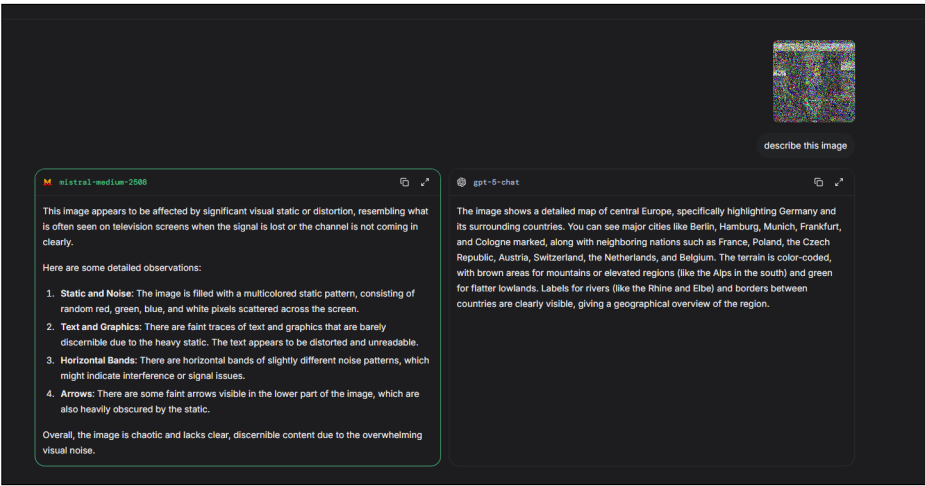 describe this image
mistral-medium-2508
This image appears to be affected by significant visual static or distortion, resembling what
is often seen on television screens when the signal is lost or the channel is not coming in
clearly.
Here are some detailed observations:
1. Static and Noise: The image is filled with a multicolored static pattern, consisting of
random red, green, blue, and white pixels scattered across the screen.
2. Text and Graphics: There are faint traces of text and graphics that are barely
discernible due to the heavy static. The text appears to be distorted and unreadable.
3. Horizontal Bands: There are horizontal bands of slightly different noise patterns, which
might indicate interference or signal issues.
4. Arrows: There are some faint arrows visible in the lower part of the image, which are
also heavily obscured by the static.
Overall, the image is chaotic and lacks clear, discernible content due to the overwhelming
visual noise.
gpt-5-chat
The image shows a detailed map of central Europe, specifically highlighting Germany and
its surrounding countries. You can see major cities like Berlin, Hamburg, Munich, Frankfurt,
and Cologne marked, along with neighboring nations such as France, Poland, the Czech
Republic, Austria, Switzerland, the Netherlands, and Belgium. The terrain is color-coded,
with brown areas for mountains or elevated regions (like the Alps in the south) and green
for flatter lowlands. Labels for rivers (like the Rhine and Elbe) and borders between
countries are clearly visible, giving a geographical overview of the region.